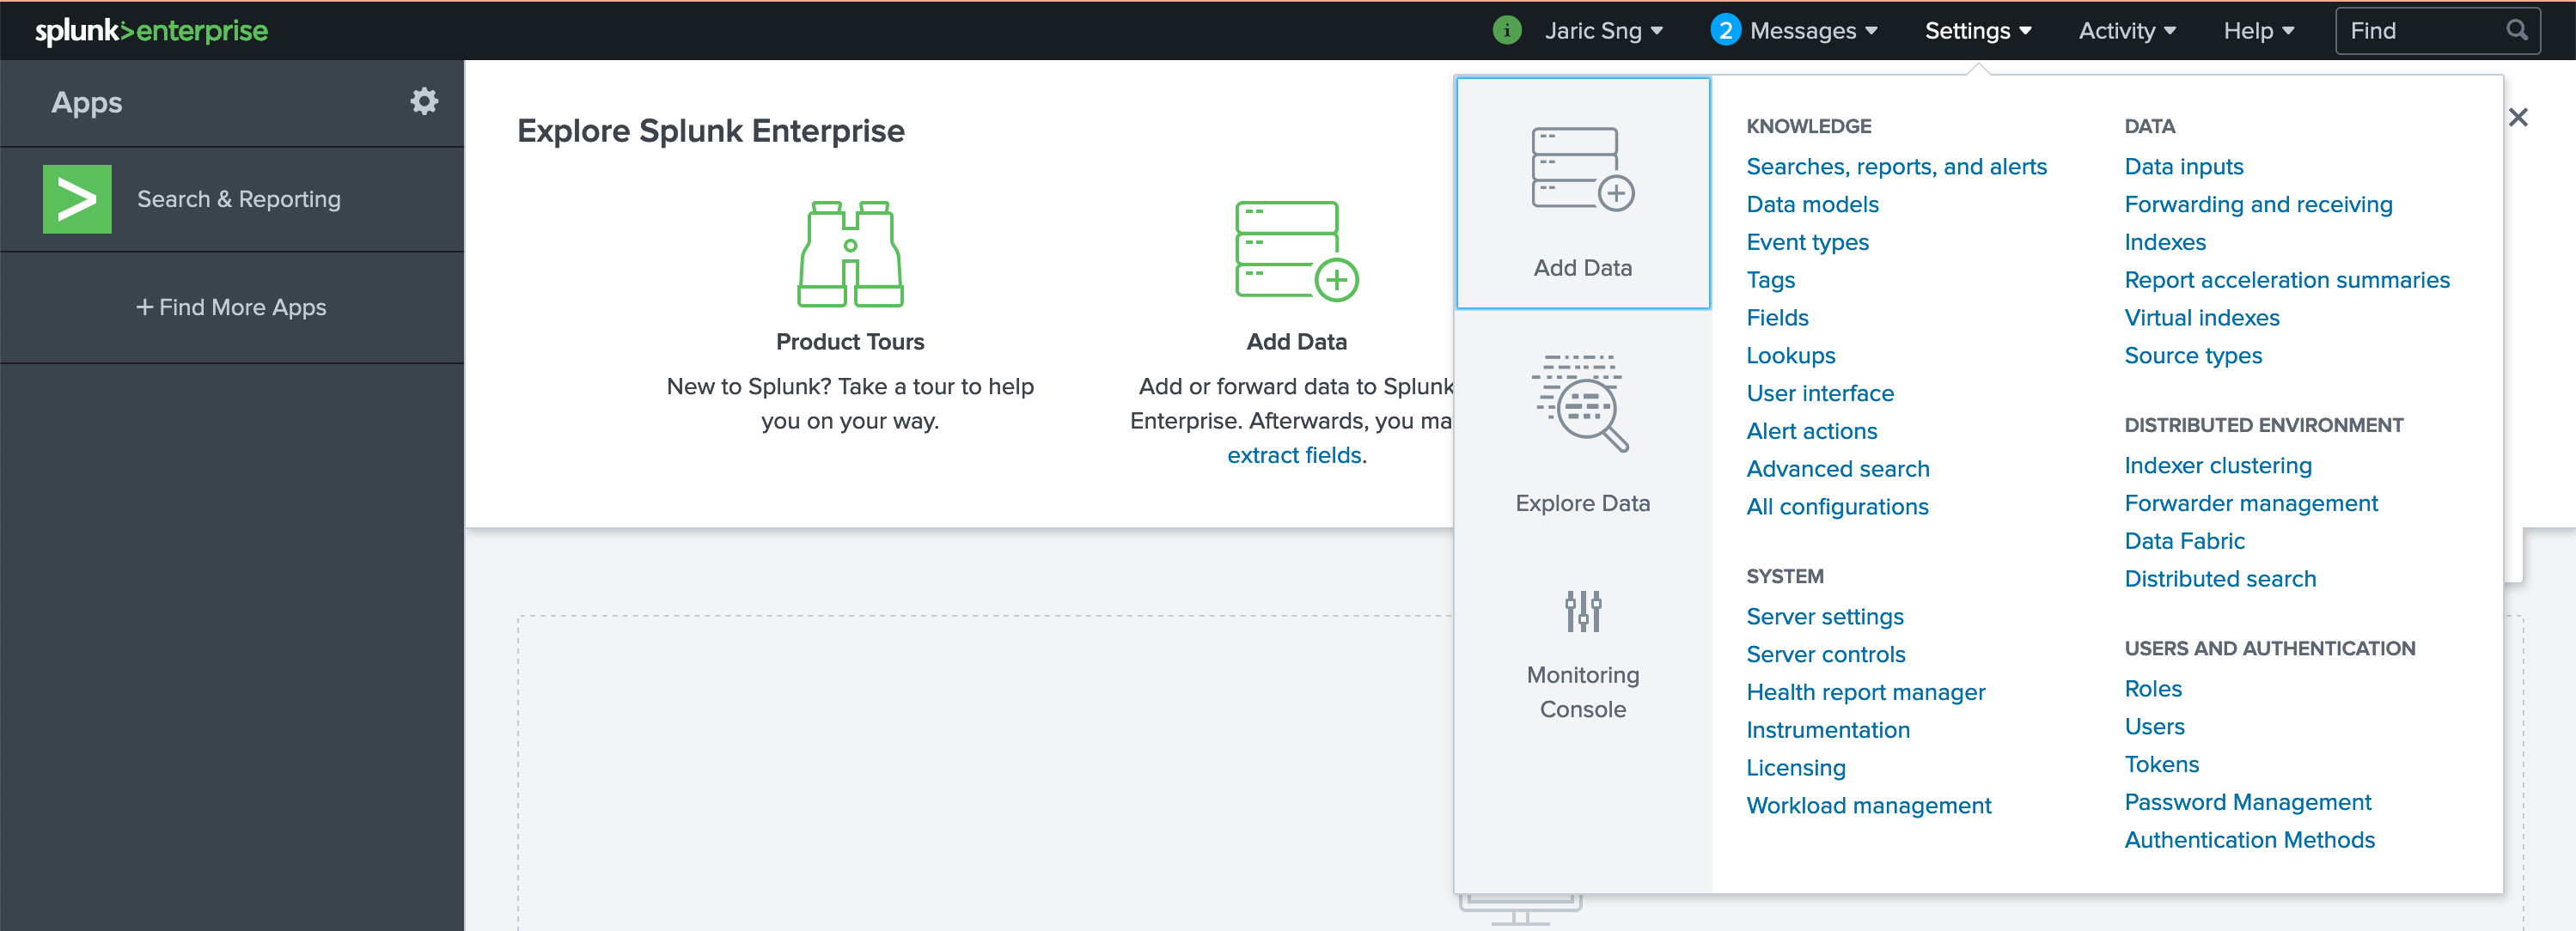 splunk>enterprise
i
Jaric Sng
2
Messages
Settings
Activity
Help
Find
Apps
Search & Reporting
+ Find More Apps
Explore Splunk Enterprise
Product Tours
New to Splunk? Take a tour to help
you on your way.
Add Data
Add or forward data to Splunk
Enterprise. Afterwards, you ma
extract fields.
Add Data
Explore Data
Monitoring
Console
KNOWLEDGE
Searches, reports, and alerts
Data models
Event types
Tags
Fields
Lookups
User interface
Alert actions
Advanced search
All configurations
SYSTEM
Server settings
Server controls
Health report manager
Instrumentation
Licensing
Workload management
DATA
Data inputs
Forwarding and receiving
Indexes
Report acceleration summaries
Virtual indexes
Source types
DISTRIBUTED ENVIRONMENT
Indexer clustering
Forwarder management
Data Fabric
Distributed search
USERS AND AUTHENTICATION
Roles
Users
Tokens
Password Management
Authentication Methods